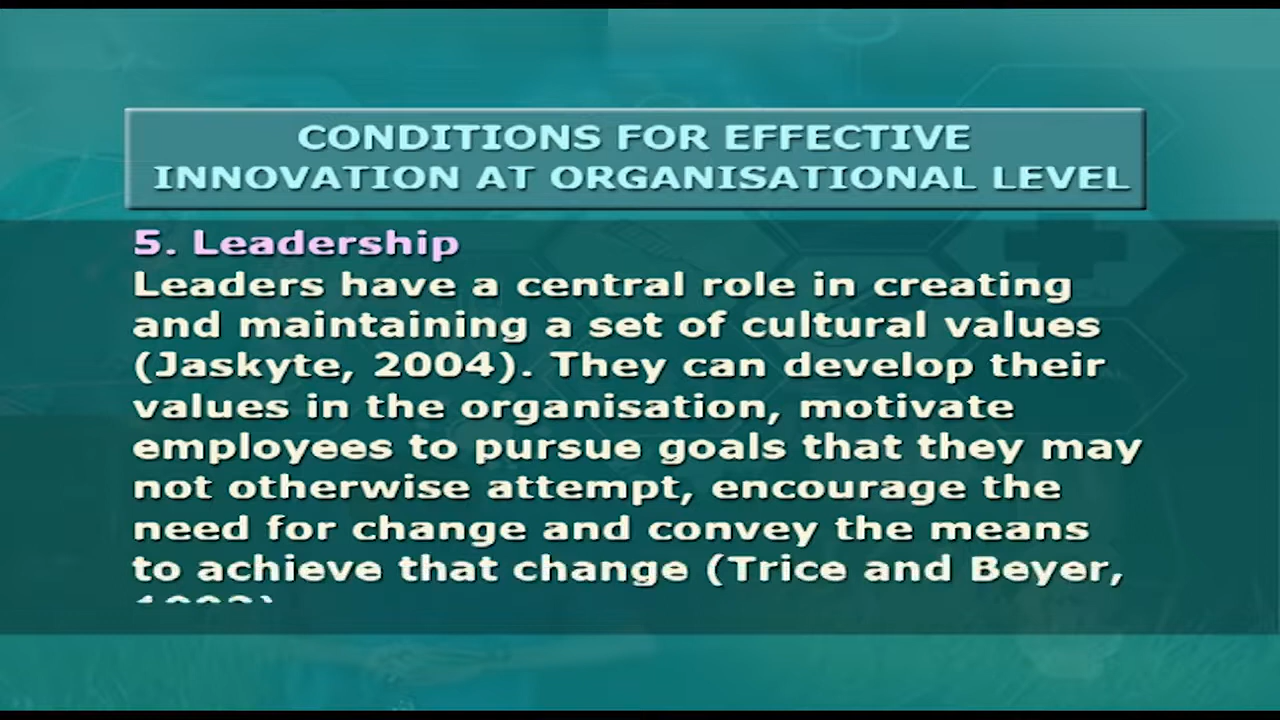 CONDITIONS FOR EFFECTIVE
INNOVATION AT ORGANISATIONAL LEVEL
5. Leadership
Leaders have a central role in creating
and maintaining a set of cultural values
(Jaskyte, 2004). They can develop their
values in the organisation, motivate
employees to pursue goals that they may
not otherwise attempt, encourage the
need for change and convey the means
to achieve that change (Trice and Beyer,